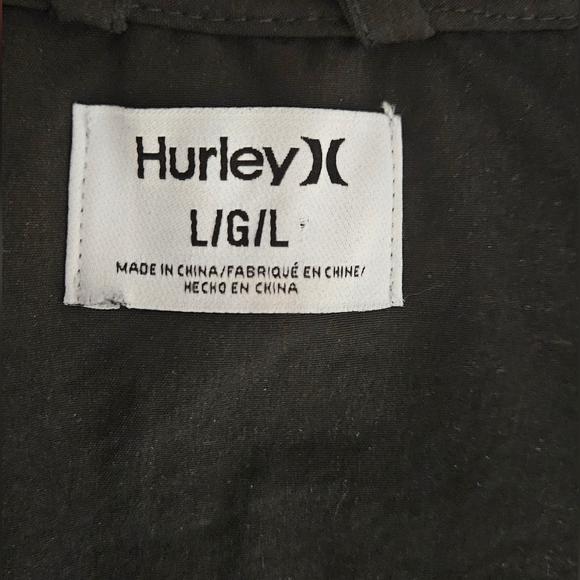 Hurley
L/G/L
MADE IN CHINA/FABRIQUÉ EN CHINE/
HECHO EN CHINA